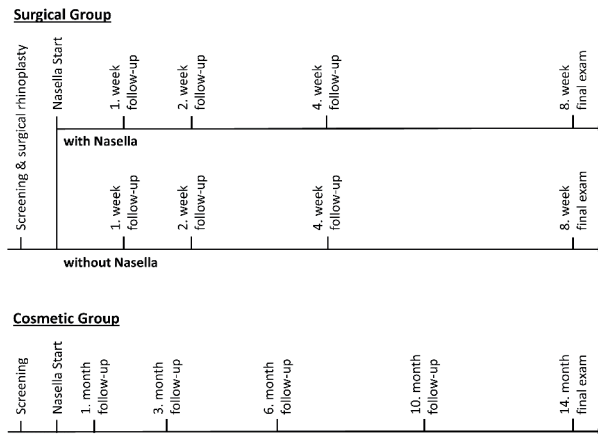 Surgical Group
Screening & surgical rhinoplasty
Nasella Start
1. week
follow-up
2. week
follow-up
4. week
follow-up
8. week
final exam
with Nasella
1. week
follow-up
2. week
follow-up
4. week
follow-up
8. week
final exam
without Nasella
Cosmetic Group
Screening
Nasella Start
1. month
follow-up
3. month
follow-up
6. month
follow-up
10. month
follow-up
14. month
final exam